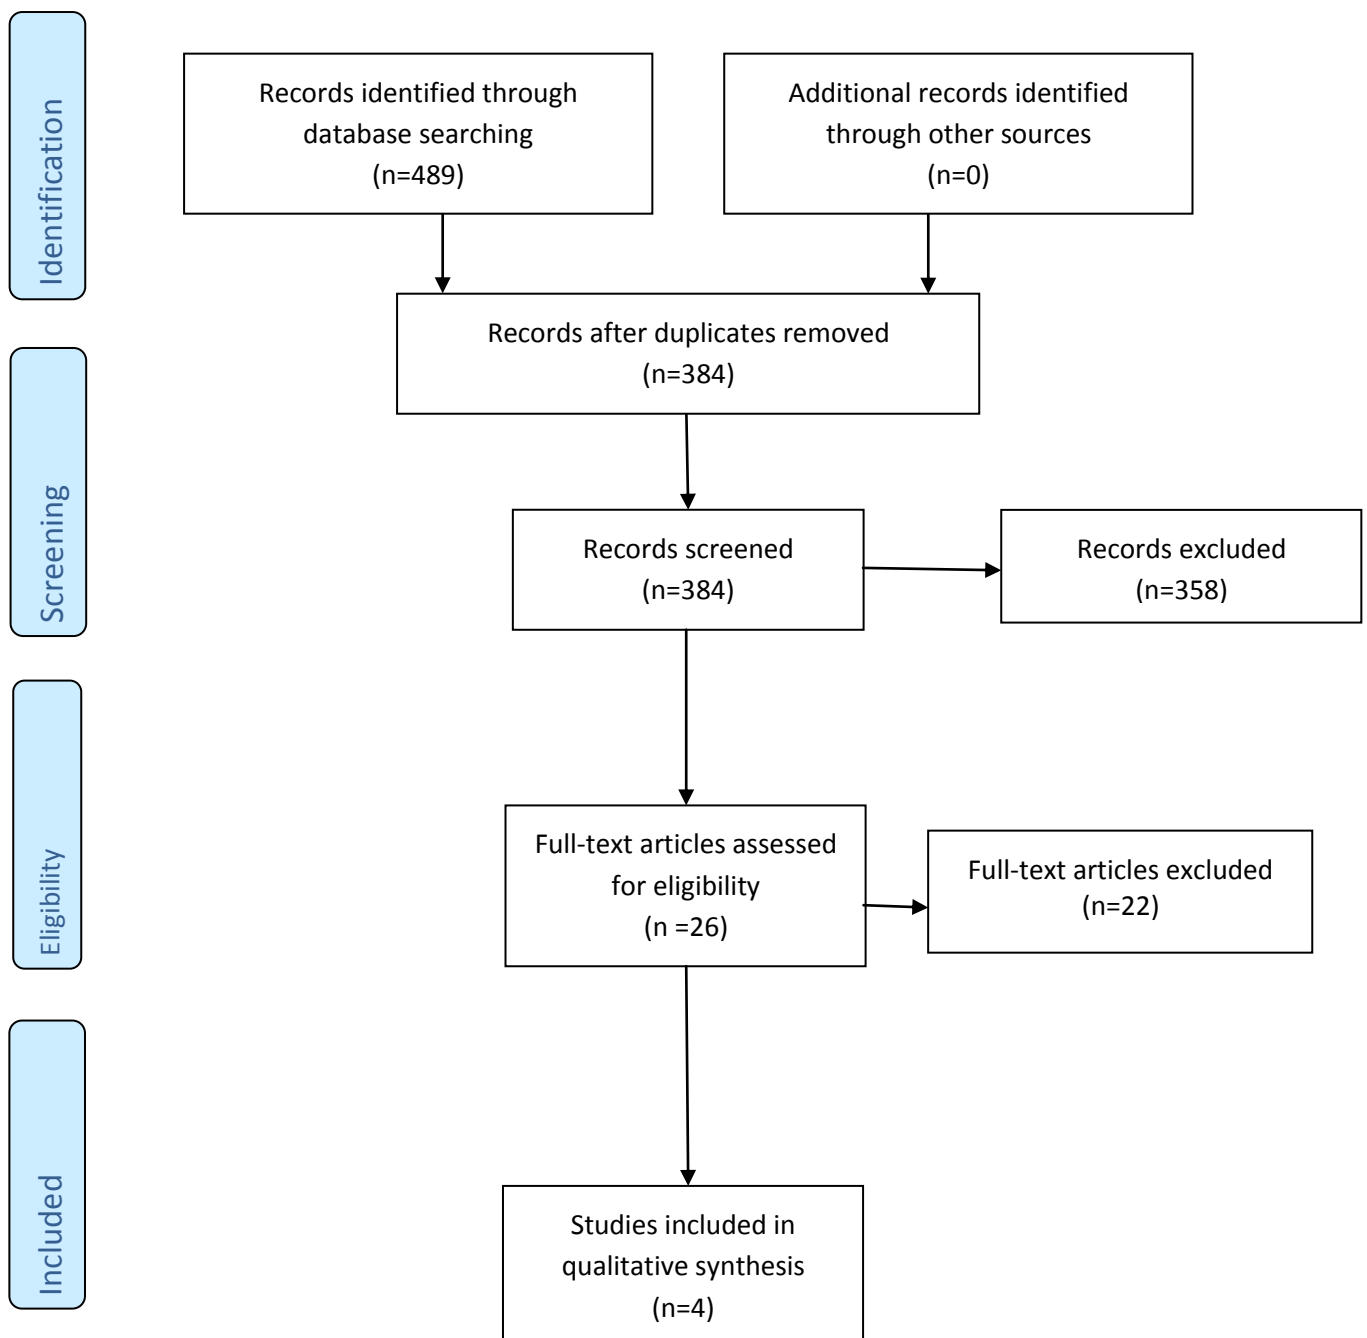 Identification
Records identified through
database searching
(n=489)
Additional records identified
through other sources
(n=0)
Records after duplicates removed
(n=384)
Screening
Records screened
(n=384)
Records excluded
(n=358)
Eligibility
Full-text articles assessed
for eligibility
(n =26)
Full-text articles excluded
(n=22)
Included
Studies included in
qualitative synthesis
(n=4)